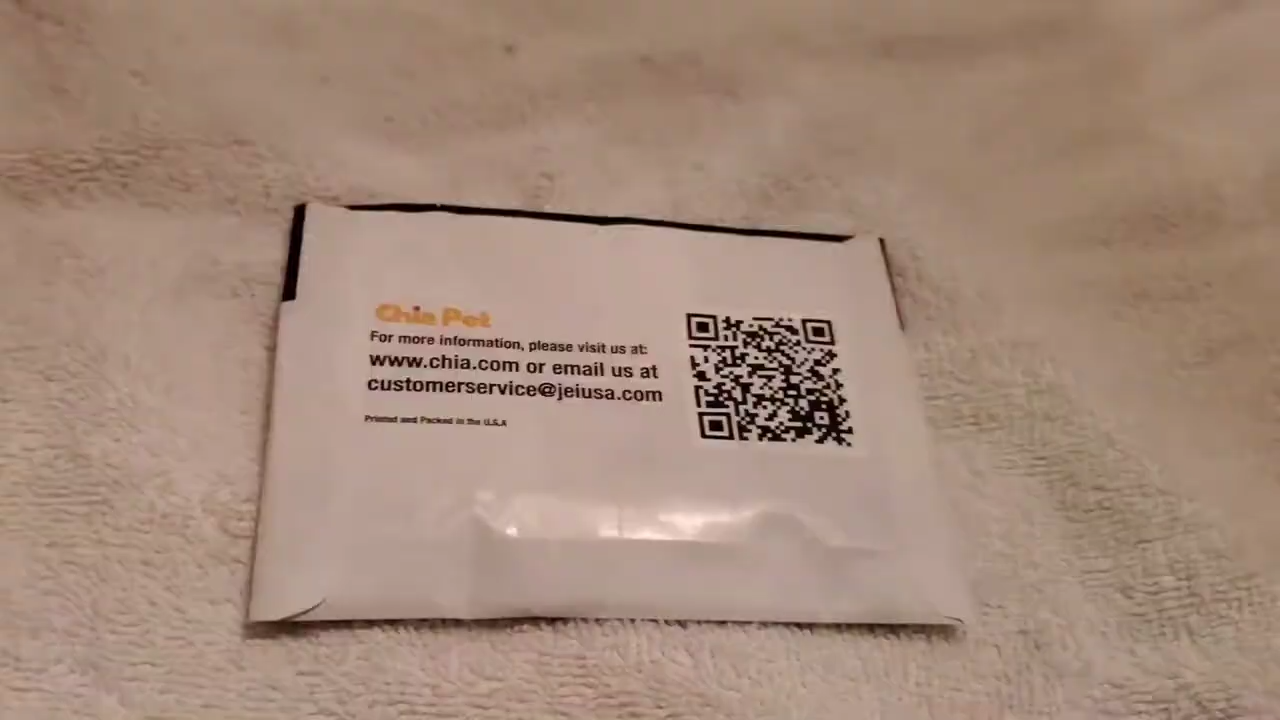 Chia Pet
For more information, please visit us at:
www.chia.com or email us at
customerservice@jeiusa.com
Printed and Packed in the U.S.A